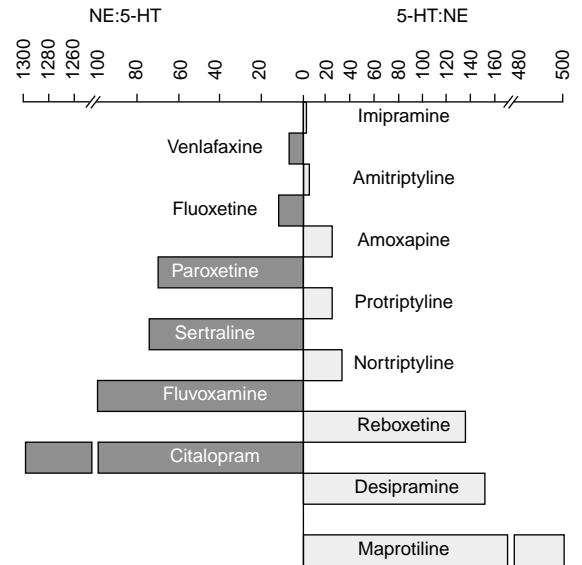 NE:5-HT 5-HT:NE
1300 1280 1260 100 80 60 40 20 0 20 40 60 80 100 120 140 160 480 500
Imipramine
Venlafaxine
Amitriptyline
Fluoxetine
Amoxapine
Paroxetine
Protriptyline
Sertraline
Nortriptyline
Fluvoxamine
Reboxetine
Citalopram
Desipramine
Maprotiline